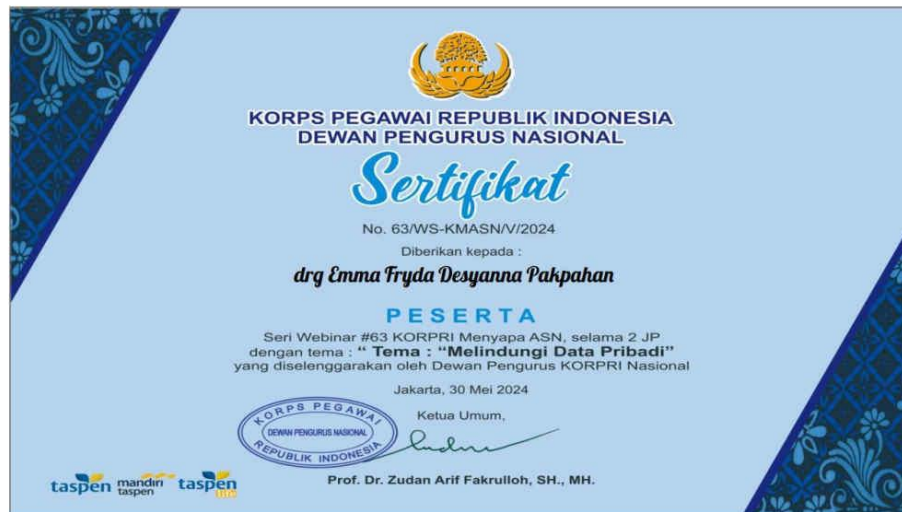 KORPS PEGAWAI REPUBLIK INDONESIA
DEWAN PENGURUS NASIONAL
Sertifikat
No. 63/WS-KMASN/V/2024
Diberikan kepada :
drg Emma Fryda Desyanna Pakpahan
PESERTA
Seri Webinar #63 KORPRI Menyapa ASN, selama 2 JP
dengan tema : “ Tema : “Melindungi Data Pribadi”
yang diselenggarakan oleh Dewan Pengurus KORPRI Nasional
Jakarta, 30 Mei 2024
Ketua Umum,
KORPS PEGAWAI
DEWAN PENGURUS NASIONAL
REPUBLIK INDONESIA
Prof. Dr. Zudan Arif Fakrulloh, SH., MH.
taspen mandiri taspen taspen life